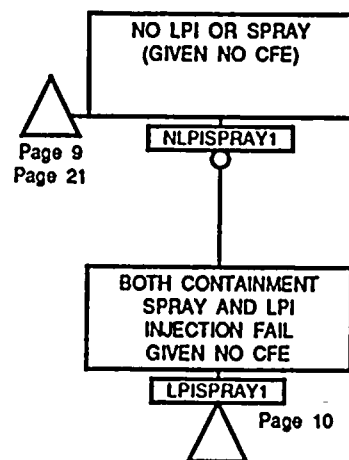 NO LPI OR SPRAY
(GIVEN NO CFE)
Page 9
Page 21
NLPISPRAY1
BOTH CONTAINMENT
SPRAY AND LPI
INJECTION FAIL
GIVEN NO CFE
LPISPRAY1
Page 10